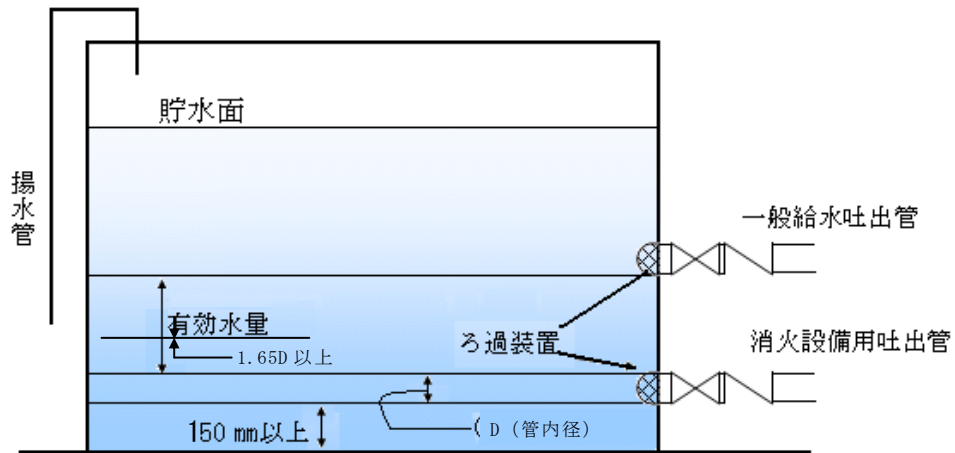 貯水面
揚水管
一般給水吐出管
有効水量
1.65D 以上
ろ過装置
消火設備用吐出管
150 ㎜以上
D（管内径）